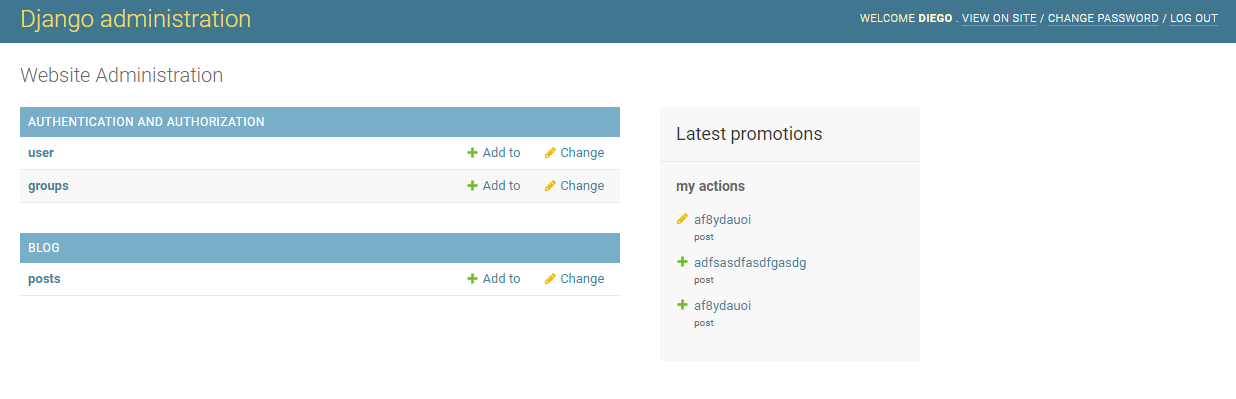 Django administration
WELCOME DIEGO . VIEW ON SITE / CHANGE PASSWORD / LOG OUT
Website Administration
AUTHENTICATION AND AUTHORIZATION
user Add to Change
groups Add to Change
BLOG
posts Add to Change
Latest promotions
my actions
af8ydauoi
post
adfsasdfasdfgasdg
post
af8ydauoi
post